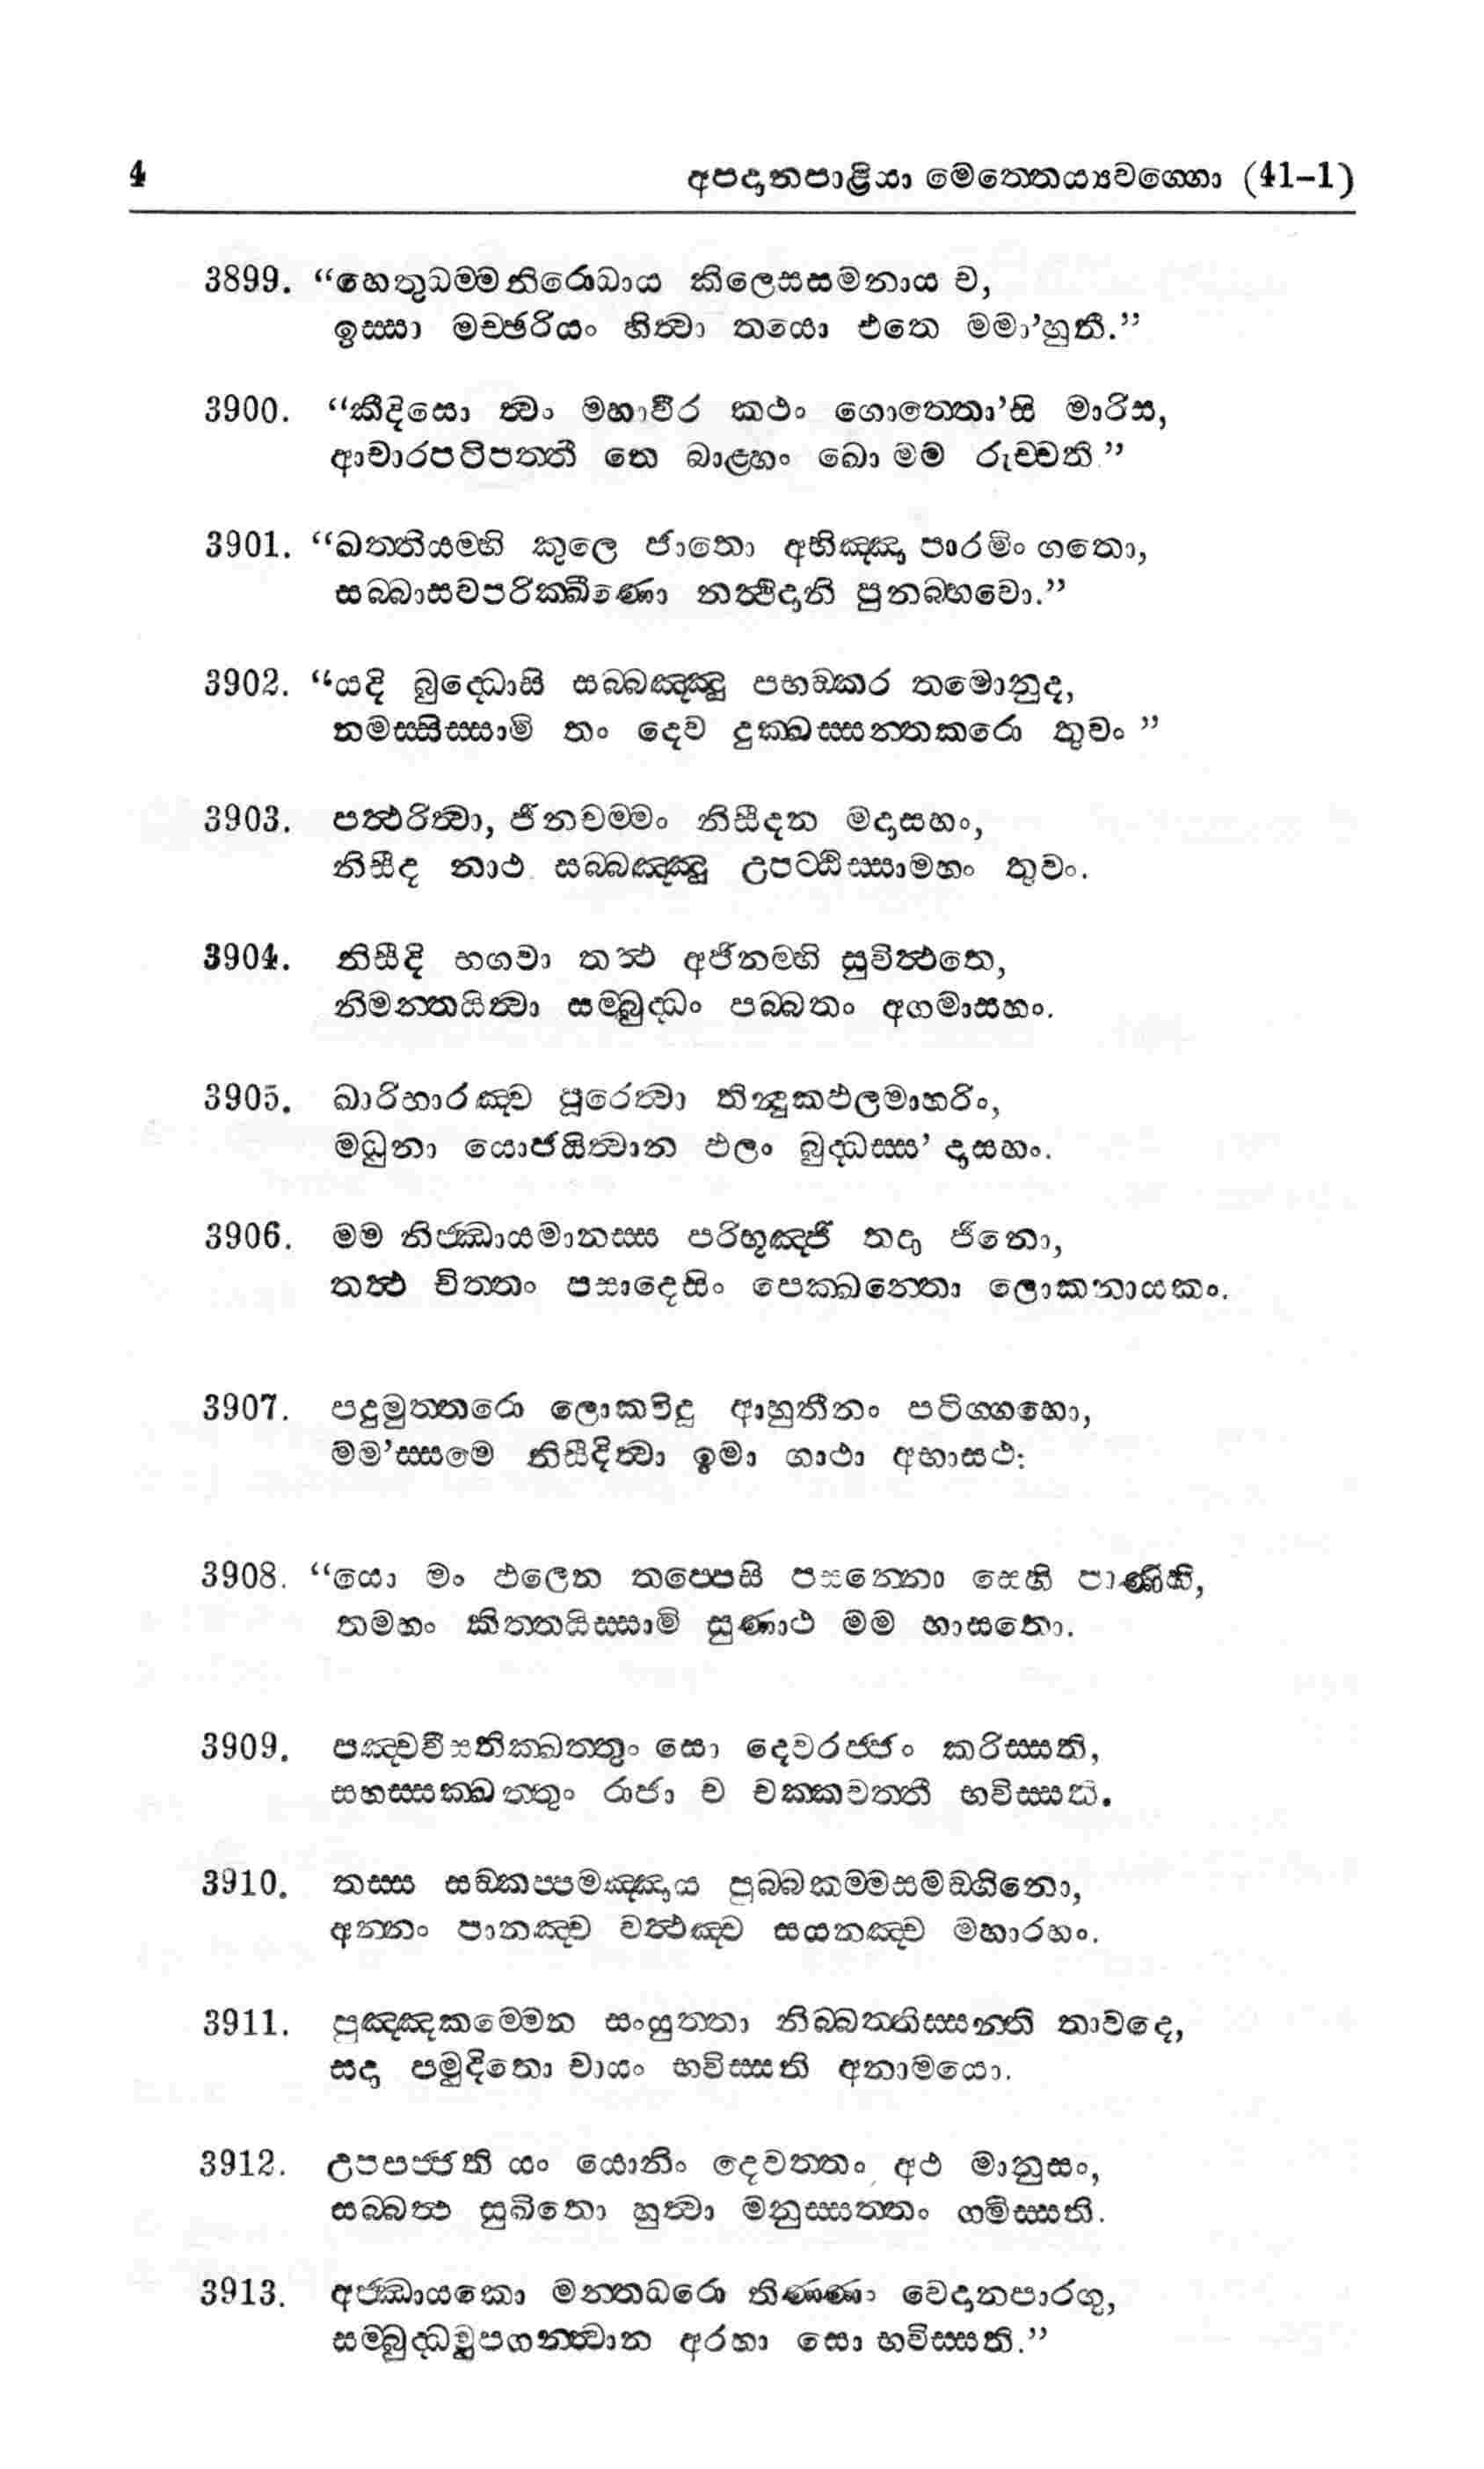 4 අපදානපාළියා මෙත්තෙය්‍යවග්ගො (41-1)
3899. “හෙතුධම්මනිරොධාය කිලෙසසමනාය ච,
ඉස්සා මච්ඡරියං හිත්වා තයො එතෙ මමා’හුතී.”
3900. “කීදිසො ත්වං මහාවීර කථං ගොත්තො’සි මාරිස,
ආචාරපටිපත්තී තෙ බාළ්හං ඛො මම රුච්චති”
3901. “ඛත්තියම්හි කුලෙ ජාතො අභිඤ්ඤා පාරමිං ගතො,
සබ්බාසවපරික්ඛීණො නත්ථිදානි පුනබ්භවො.”
3902. “යදි බුද්ධොසි සබ්බඤ්ඤු පභඞ්කර තමොනුද,
නමස්සිස්සාමි තං දෙව දුක්ඛස්සන්තකරො තුවං ”
3903. පත්ථරිත්වා, ජිනචම්මං නිසීදන මදාසහං,
නිසීද නාථ සබ්බඤ්ඤු උපට්ඨිස්සාමහං තුවං.
3904. නිසීදි භගවා තත්ථ අජිනම්හි සුවිත්ථතෙ,
නිමන්තයිත්වා සම්බුද්ධං පබ්බතං අගමාසහං.
3905. ඛාරිභාරඤ්ච පූරෙත්වා තින්දුකඵලමාහරිං,
මධුනා යොජයිත්වාන ඵලං බුද්ධස්ස’ දාසහං.
3906. මම නිජ්ඣායමානස්ස පරිභුඤ්ජි තදා ජිනො,
තත්ථ චිත්තං පසාදෙසිං පෙක්ඛන්තො ලොකනායකං.
3907. පදුමුත්තරො ලොකවිදූ ආහුතීනං පටිග්ගහො,
මම’ස්සමෙ නිසීදිත්වා ඉමා ගාථා අභාසථ:
3908. “යො මං ඵලෙන තප්පෙසි පසන්නො සෙහි පාණීහි,
තමහං කිත්තයිස්සාමි සුණාථ මම භාසතො.
3909. පඤ්චවීසතික්ඛත්තුං සො දෙවරජ්ජං කරිස්සති,
සහස්සක්ඛත්තුං රාජා ච චක්කවත්තී භවිස්සති.
3910. තස්ස සඞ්කප්පමඤ්ඤාය පුබ්බකම්මසමඞ්ගිනො,
අන්නං පානඤ්ච වත්ථඤ්ච සයනඤ්ච මහාරහං.
3911. පුඤ්ඤකම්මෙන සංයුත්තා නිබ්බත්තිස්සන්ති තාවදෙ,
සදා පමුදිතො චායං භවිස්සති අනාමයො.
3912. උපපජ්ජති යං යොනිං දෙවත්තං අථ මානුසං,
සබ්බත්ථ සුඛිතො හුත්වා මනුස්සත්තං ගමිස්සති.
3913. අජ්ඣායකො මන්තධරො තිණ්ණං වෙදානපාරගූ,
සම්බුද්ධමුපගන්ත්වාන අරහා සො භවිස්සති.”